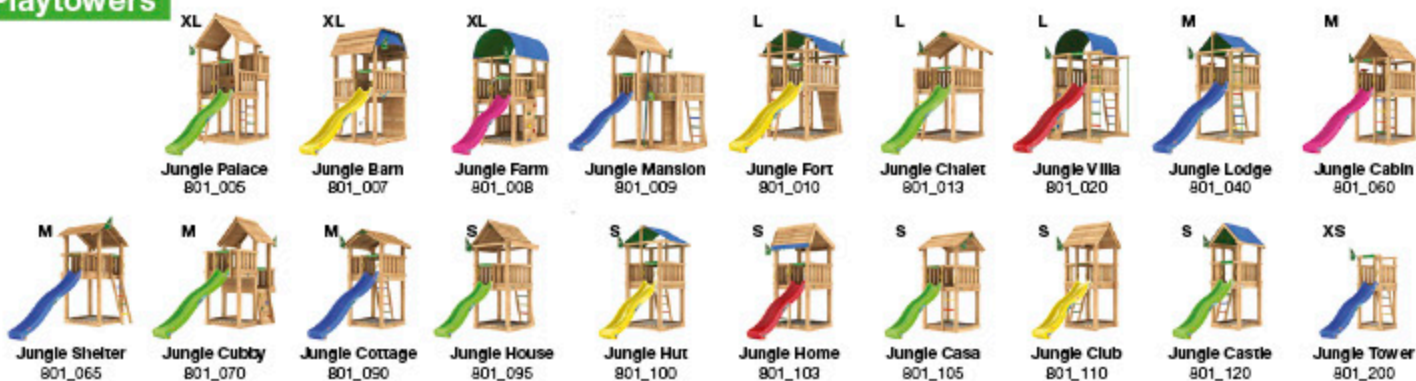 Playtowers
XL XL XL L L L M M
Jungle Palace Jungle Barn Jungle Farm Jungle Mansion Jungle Fort Jungle Chalet Jungle Villa Jungle Lodge Jungle Cabin
801_005 801_007 801_008 801_009 801_010 801_013 801_020 801_040 801_060
M M M S S S S S S XS
Jungle Shelter Jungle Cubby Jungle Cottage Jungle House Jungle Hut Jungle Home Jungle Casa Jungle Club Jungle Castle Jungle Tower
801_065 801_070 801_090 801_095 801_100 801_103 801_105 801_110 801_120 801_200